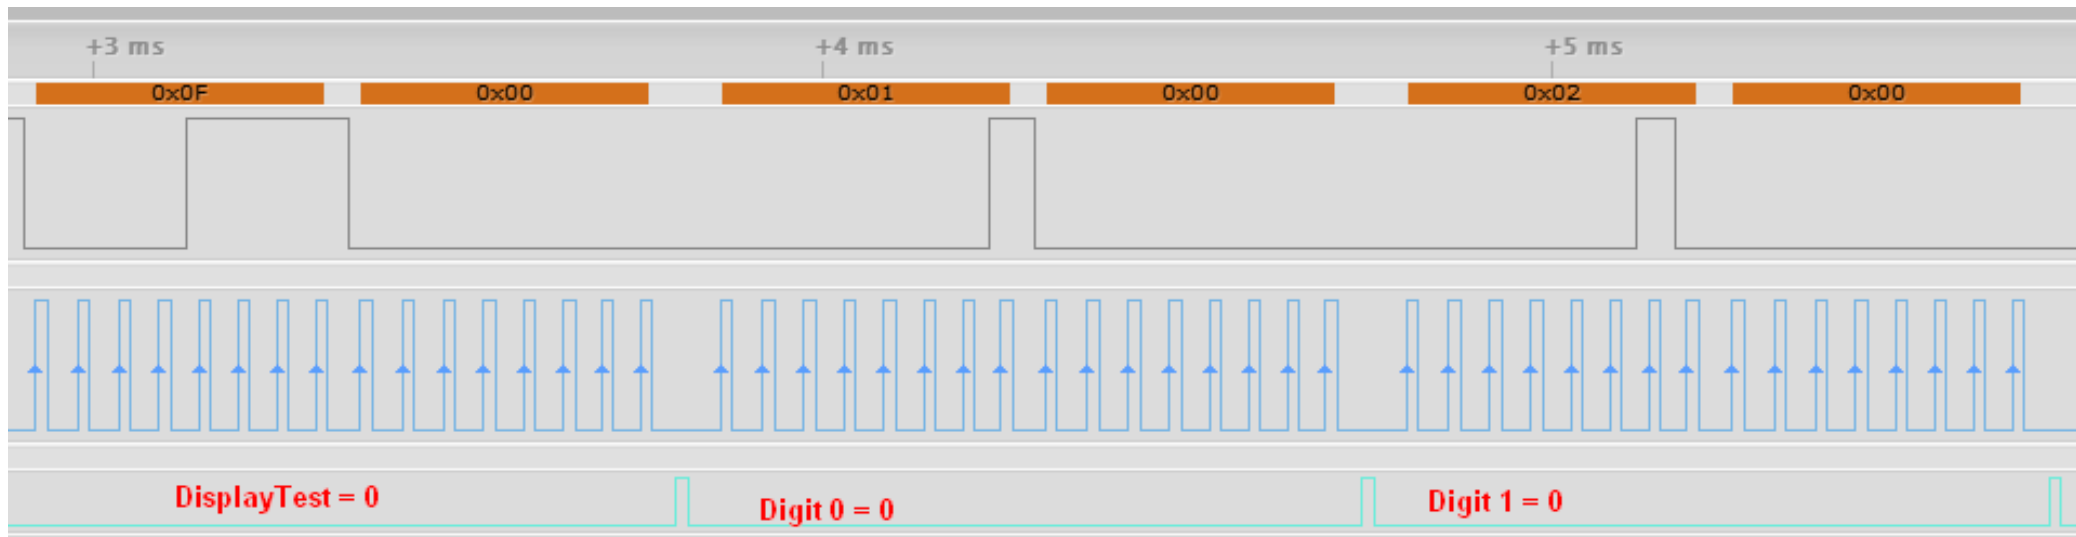 +3 ms +4 ms +5 ms
0x0F 0x00 0x01 0x00 0x02 0x00
DisplayTest = 0 Digit 0 = 0 Digit 1 = 0